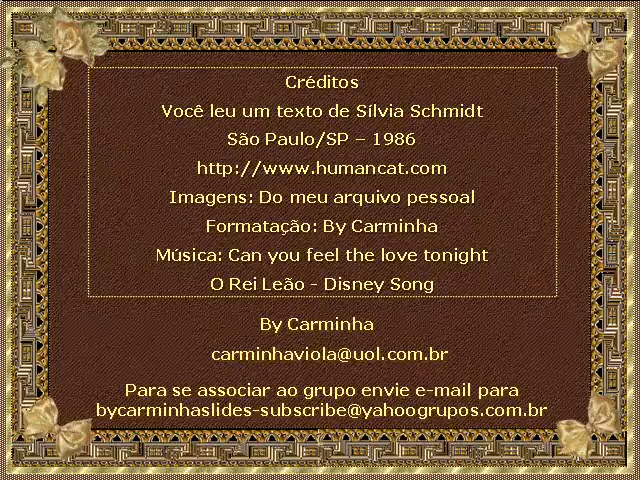 Créditos
Você leu um texto de Sílvia Schmidt
São Paulo/SP – 1986
http://www.humancat.com
Imagens: Do meu arquivo pessoal
Formatação: By Carminha
Música: Can you feel the love tonight
O Rei Leão - Disney Song
By Carminha
carminhaviola@uol.com.br
Para se associar ao grupo envie e-mail para
bycarminhaslides-subscribe@yahoogrupos.com.br